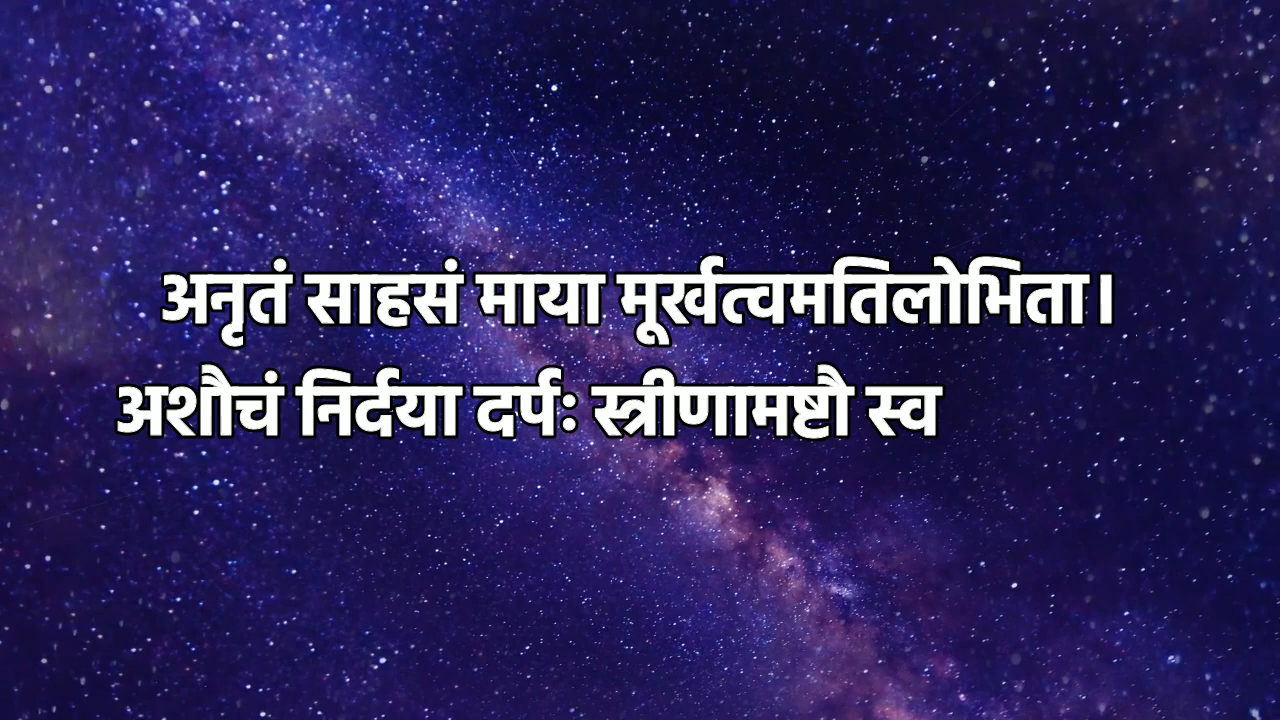 अनृतं साहसं माया मूर्खत्वमतिलोभिता।
अशौचं निर्दया दर्पः स्त्रीणामष्टौ स्व